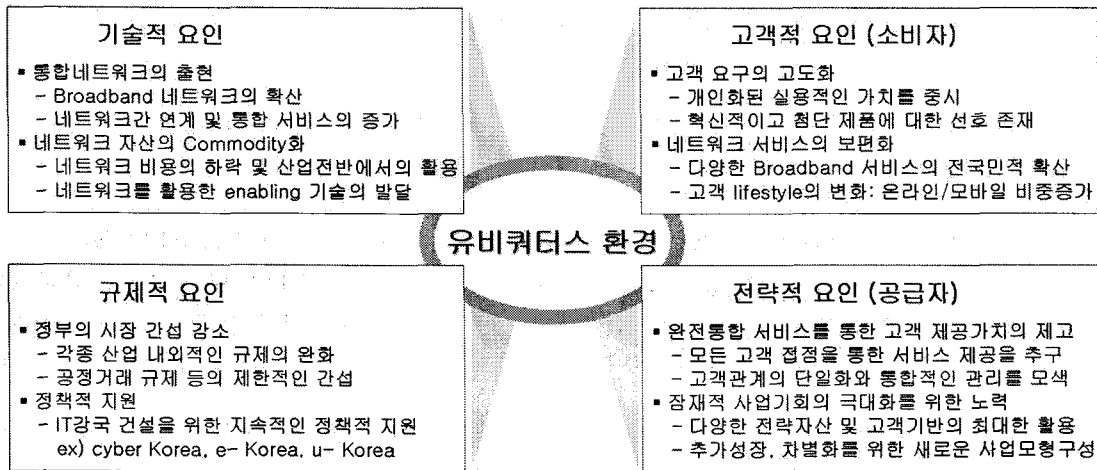 기술적 요인
▪ 통합네트워크의 출현
– Broadband 네트워크의 확산
– 네트워크간 연계 및 통합 서비스의 증가
▪ 네트워크 자산의 Commodity화
– 네트워크 비용의 하락 및 산업전반에서의 활용
– 네트워크를 활용한 enabling 기술의 발달
고객적 요인 (소비자)
▪ 고객 요구의 고도화
– 개인화된 실용적인 가치를 중시
– 혁신적이고 첨단 제품에 대한 선호 존재
▪ 네트워크 서비스의 보편화
– 다양한 Broadband 서비스의 전국민적 확산
– 고객 lifestyle의 변화: 온라인/모바일 비중증가
유비쿼터스 환경
규제적 요인
▪ 정부의 시장 간섭 감소
– 각종 산업 내외적인 규제의 완화
– 공정거래 규제 등의 제한적인 간섭
▪ 정책적 지원
– IT강국 건설을 위한 지속적인 정책적 지원
ex) cyber Korea, e– Korea, u– Korea
전략적 요인 (공급자)
▪ 완전통합 서비스를 통한 고객 제공가치의 제고
– 모든 고객 접점을 통한 서비스 제공을 추구
– 고객관계의 단일화와 통합적인 관리를 모색
▪ 잠재적 사업기회의 극대화를 위한 노력
– 다양한 전략자산 및 고객기반의 최대한 활용
– 추가성장, 차별화를 위한 새로운 사업모형구성